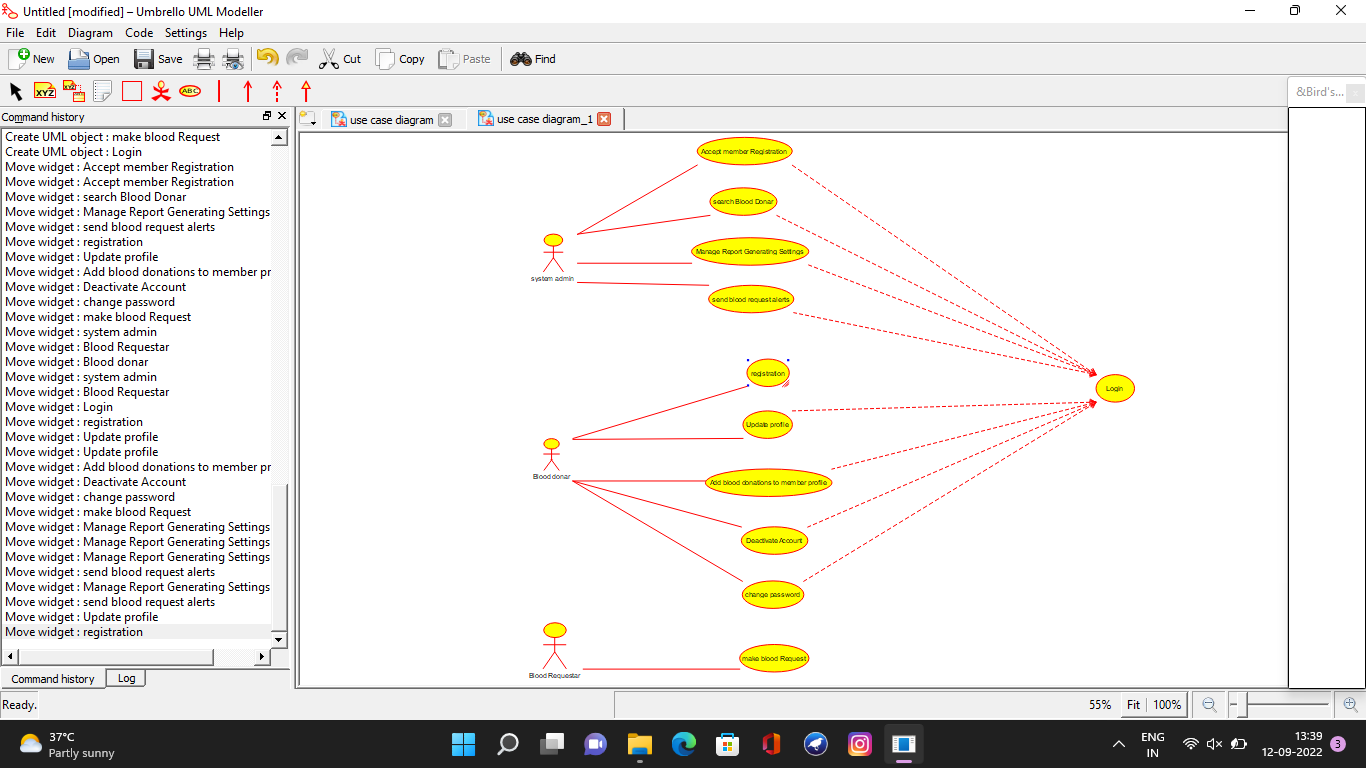 Untitled [modified] – Umbrello UML Modeller
File Edit Diagram Code Settings Help
New Open Save Cut Copy Paste Find
XYZ XYZ ABC
&Bird's...
Command history
use case diagram use case diagram_1
Create UML object : make blood Request
Create UML object : Login
Move widget : Accept member Registration
Move widget : Accept member Registration
Move widget : search Blood Donar
Move widget : Manage Report Generating Settings
Move widget : send blood request alerts
Move widget : registration
Move widget : Update profile
Move widget : Add blood donations to member pr
Move widget : Deactivate Account
Move widget : change password
Move widget : make blood Request
Move widget : system admin
Move widget : Blood Requestar
Move widget : Blood donar
Move widget : system admin
Move widget : Blood Requestar
Move widget : Login
Move widget : registration
Move widget : Update profile
Move widget : Update profile
Move widget : Add blood donations to member pr
Move widget : Deactivate Account
Move widget : change password
Move widget : make blood Request
Move widget : Manage Report Generating Settings
Move widget : Manage Report Generating Settings
Move widget : Manage Report Generating Settings
Move widget : send blood request alerts
Move widget : Manage Report Generating Settings
Move widget : send blood request alerts
Move widget : Update profile
Move widget : registration
Command history Log
Accept member Registration
search Blood Donar
Manage Report Generating Settings
system admin
send blood request alerts
registration
Login
Update profile
Blood donar
Add blood donations to member profile
Deactivate Account
change password
make blood Request
Blood Requestar
Ready.
55% Fit 100%
37°C
Partly sunny
ENG
IN
13:39
12-09-2022
3